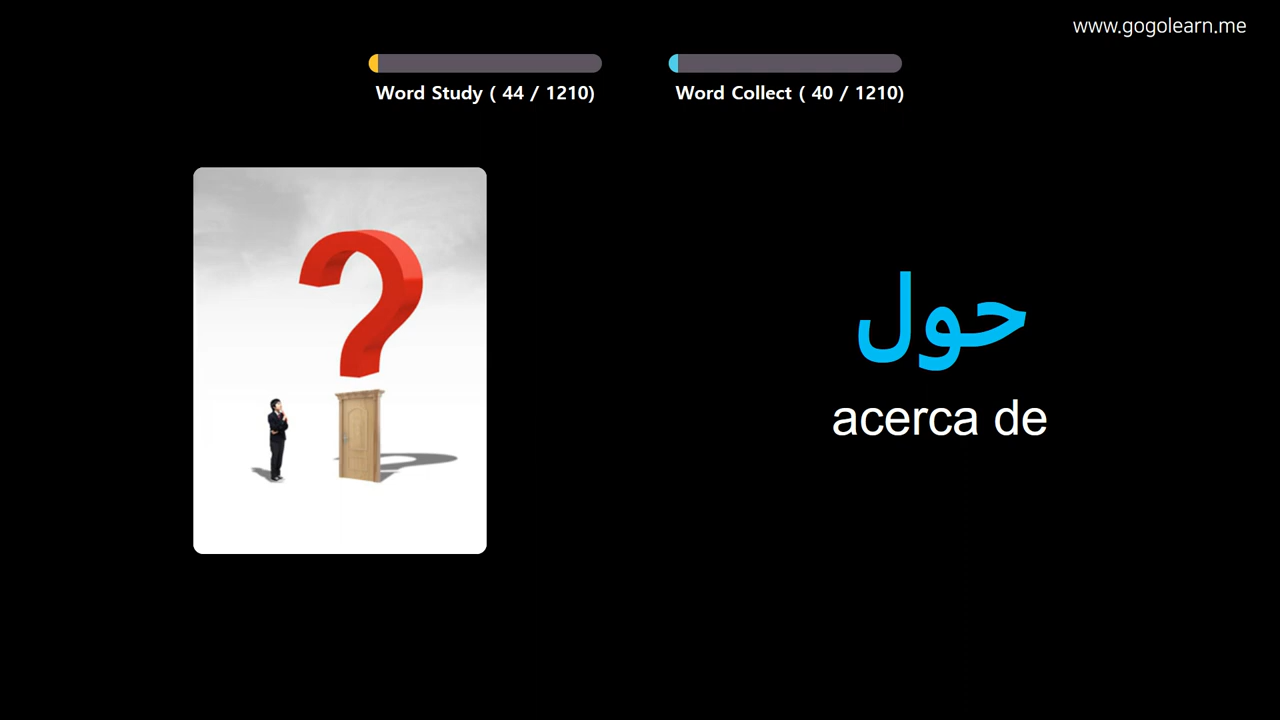 www.gogolearn.me
Word Study ( 44 / 1210)
Word Collect ( 40 / 1210)
حول
acerca de